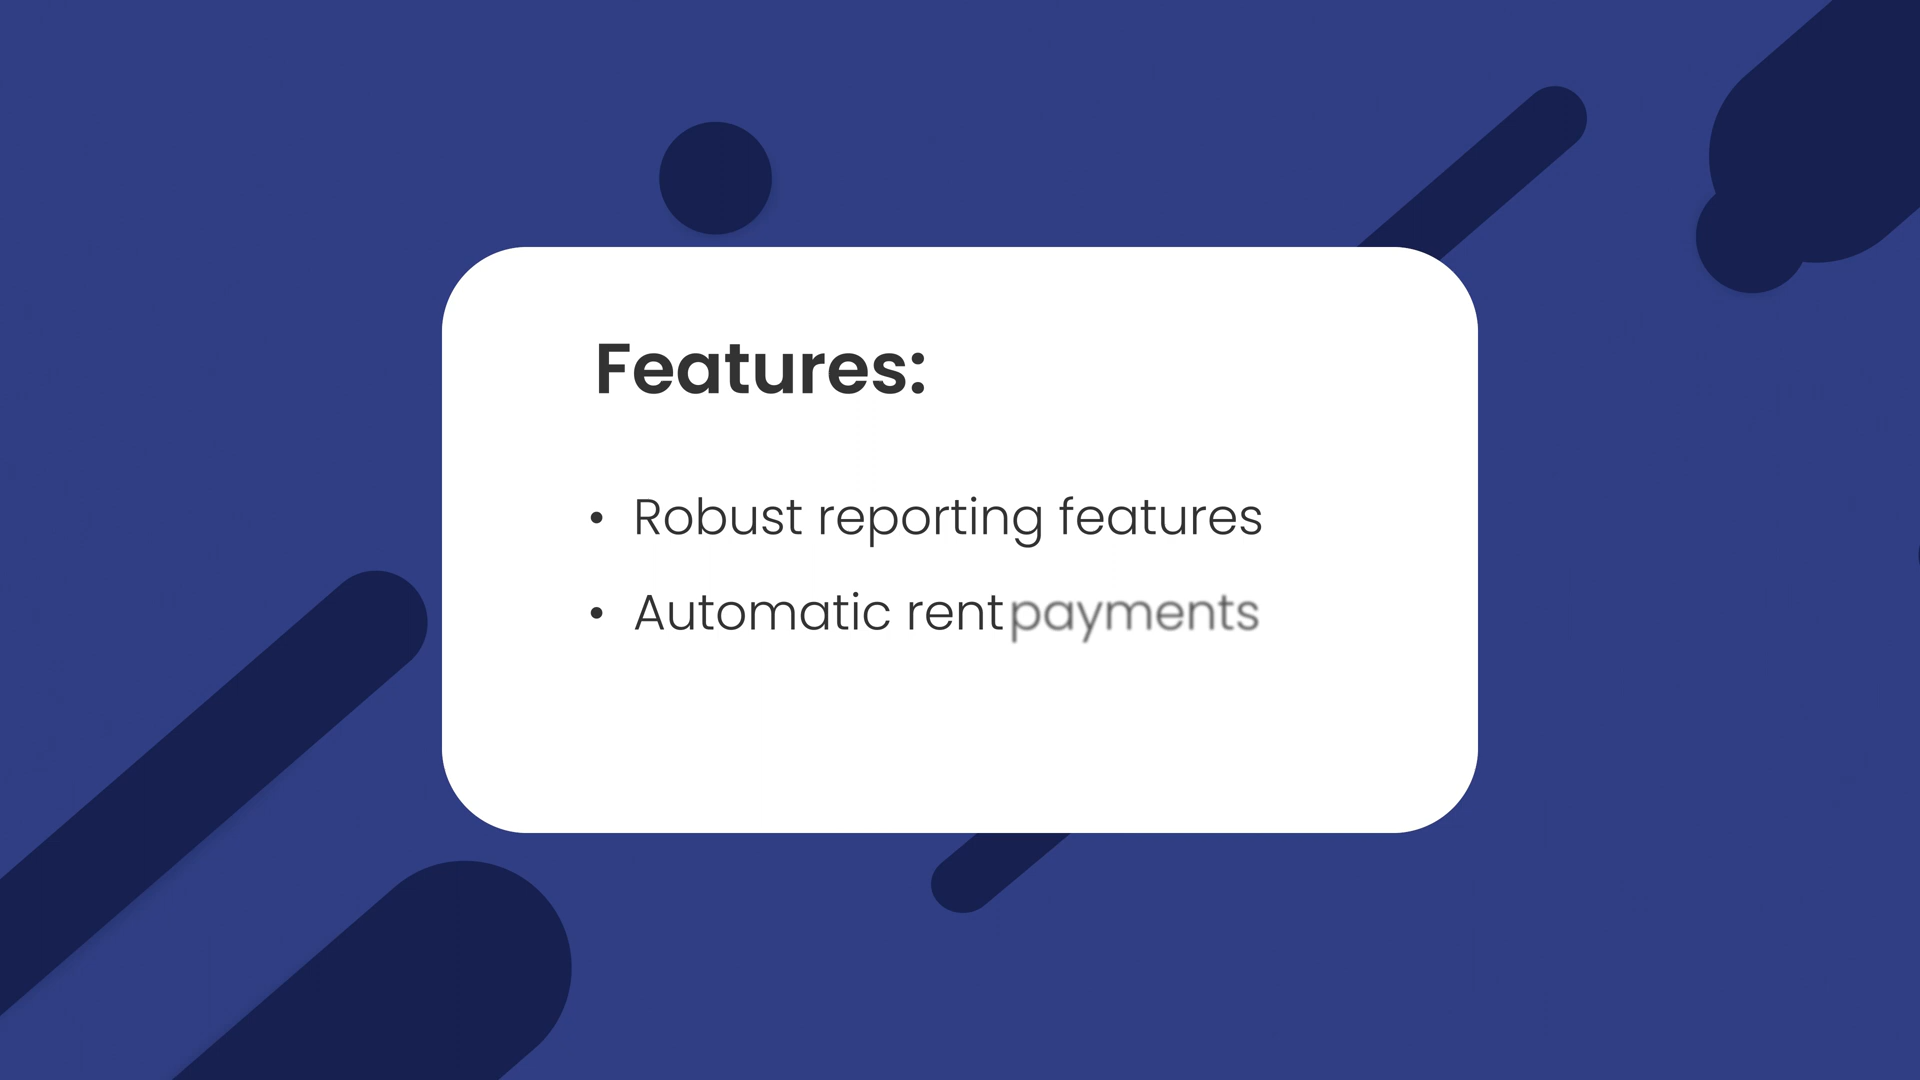 Features:
• Robust reporting features
• Automatic rent payments